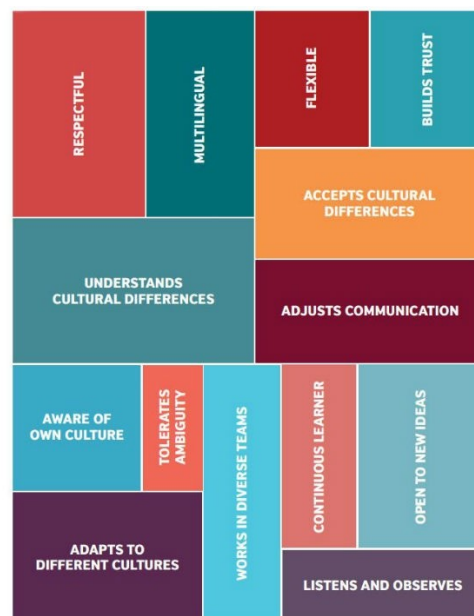 RESPECTFUL
MULTILINGUAL
FLEXIBLE
BUILDS TRUST
ACCEPTS CULTURAL
DIFFERENCES
UNDERSTANDS
CULTURAL DIFFERENCES
ADJUSTS COMMUNICATION
AWARE OF
OWN CULTURE
TOLERATES
AMBIGUITY
WORKS IN DIVERSE TEAMS
CONTINUOUS LEARNER
OPEN TO NEW IDEAS
ADAPTS TO
DIFFERENT CULTURES
LISTENS AND OBSERVES